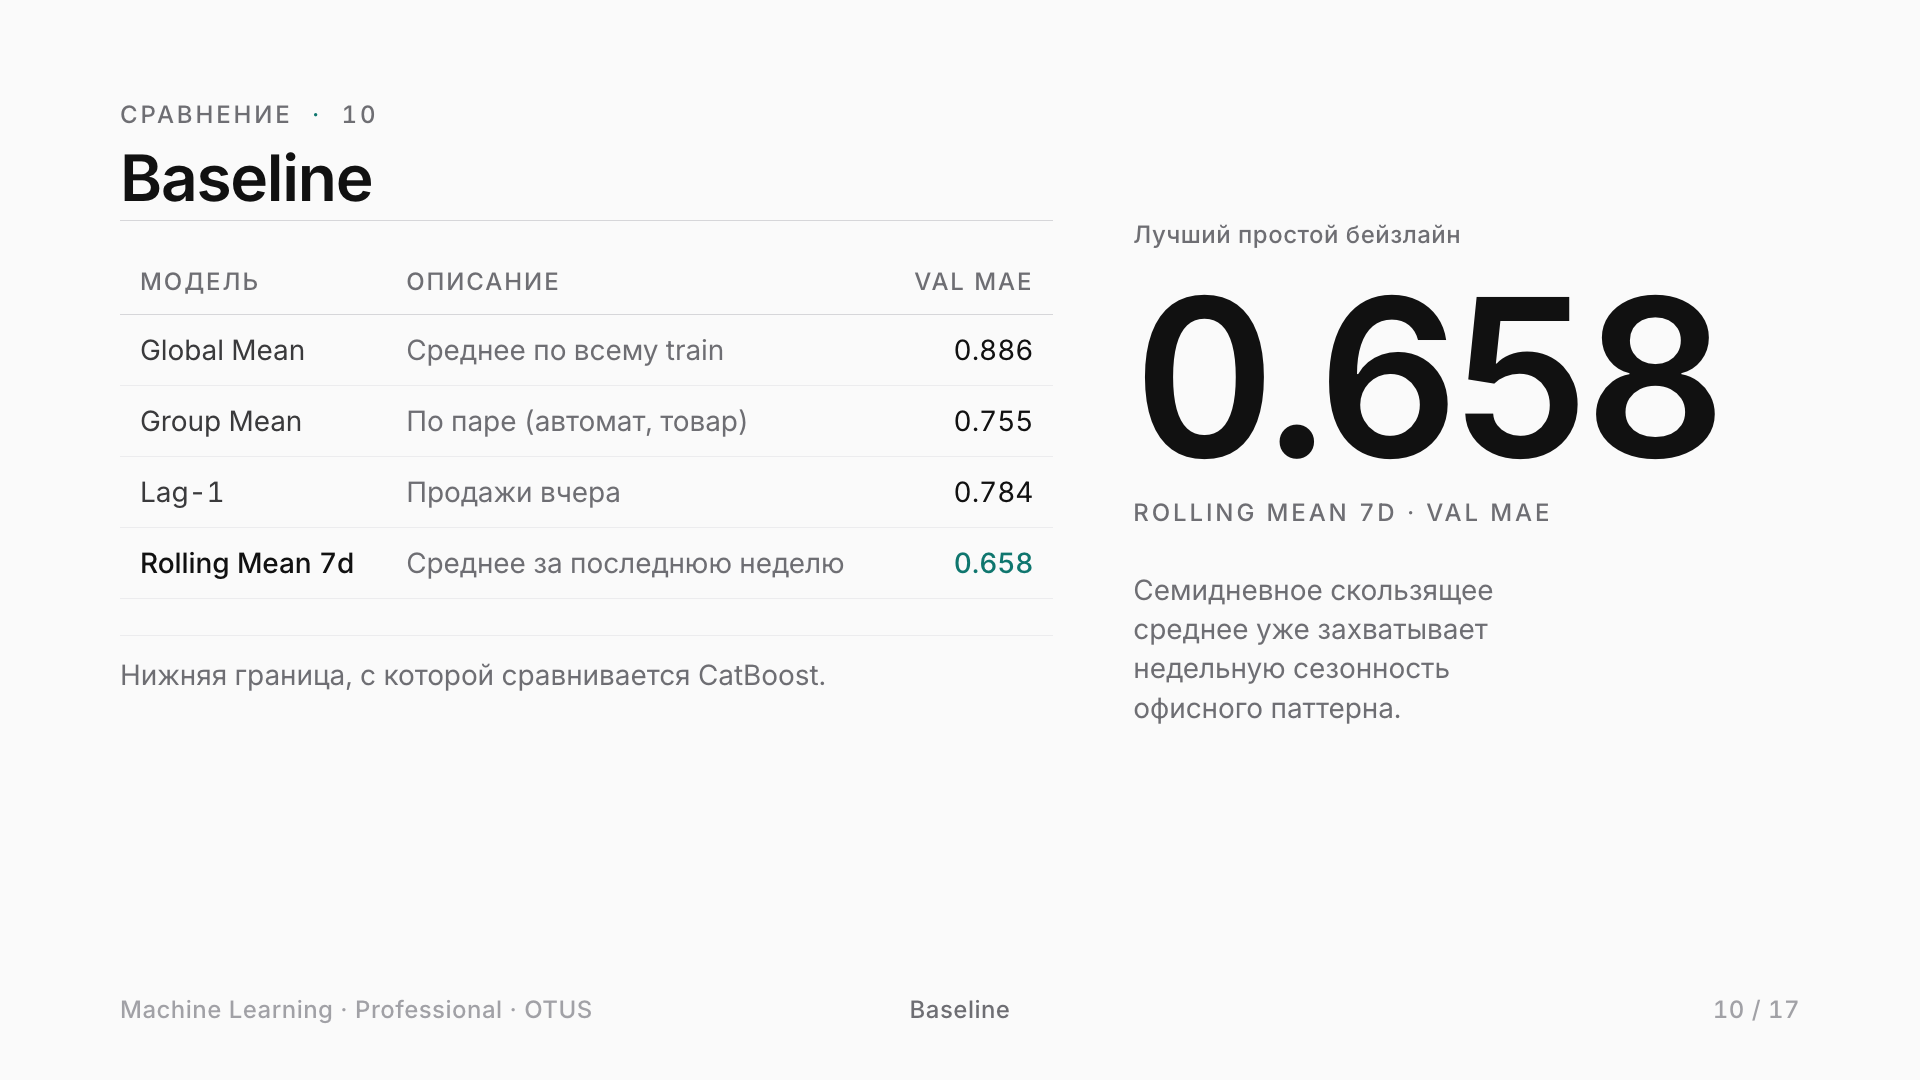 СРАВНЕНИЕ · 10
Baseline
МОДЕЛЬ ОПИСАНИЕ VAL MAE
Global Mean Среднее по всему train 0.886
Group Mean По паре (автомат, товар) 0.755
Lag-1 Продажи вчера 0.784
Rolling Mean 7d Среднее за последнюю неделю 0.658
Нижняя граница, с которой сравнивается CatBoost.
Лучший простой бейзлайн
0.658
ROLLING MEAN 7D · VAL MAE
Семидневное скользящее
среднее уже захватывает
недельную сезонность
офисного паттерна.
Machine Learning · Professional · OTUS Baseline 10 / 17